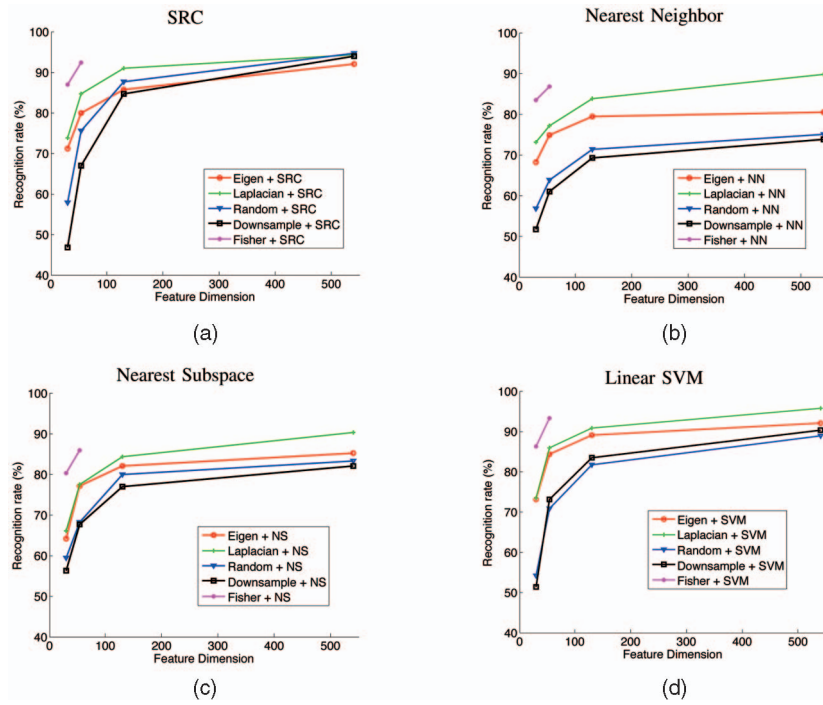 SRC
100
90
80
70
60
50
40
Recognition rate (%)
Eigen + SRC
Laplacian + SRC
Random + SRC
Downsample + SRC
Fisher + SRC
0 100 200 300 400 500
Feature Dimension
(a)
Nearest Neighbor
100
90
80
70
60
50
40
Recognition rate (%)
Eigen + NN
Laplacian + NN
Random + NN
Downsample + NN
Fisher + NN
0 100 200 300 400 500
Feature Dimension
(b)
Nearest Subspace
100
90
80
70
60
50
40
Recognition rate (%)
Eigen + NS
Laplacian + NS
Random + NS
Downsample + NS
Fisher + NS
0 100 200 300 400 500
Feature Dimension
(c)
Linear SVM
100
90
80
70
60
50
40
Recognition rate (%)
Eigen + SVM
Laplacian + SVM
Random + SVM
Downsample + SVM
Fisher + SVM
0 100 200 300 400 500
Feature Dimension
(d)